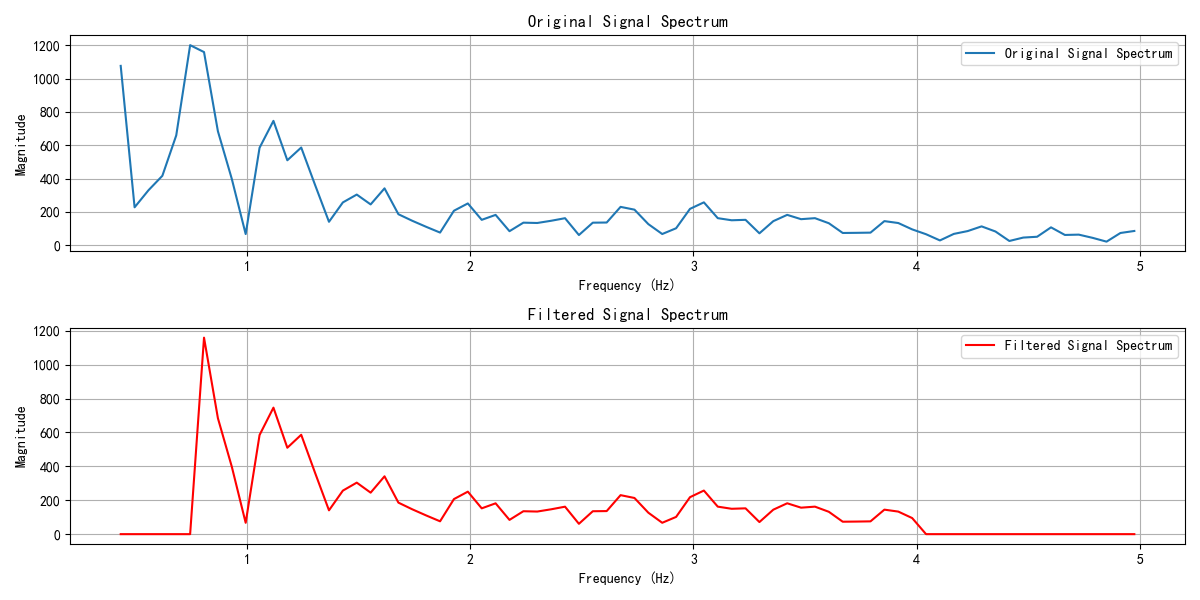 Original Signal Spectrum
1200
1000
800
600
400
200
0
Magnitude
Original Signal Spectrum
1 2 3 4 5
Frequency (Hz)
Filtered Signal Spectrum
1200
1000
800
600
400
200
0
Magnitude
Filtered Signal Spectrum
1 2 3 4 5
Frequency (Hz)